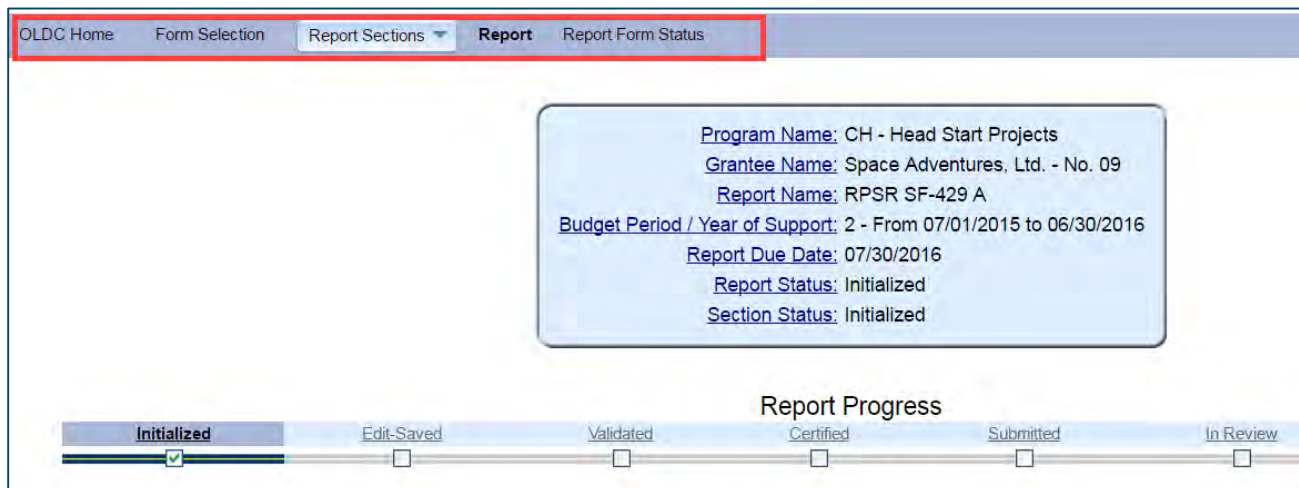 OLDC Home Form Selection Report Sections Report Report Form Status
Program Name: CH - Head Start Projects
Grantee Name: Space Adventures, Ltd. - No. 09
Report Name: RPSR SF-429 A
Budget Period / Year of Support: 2 - From 07/01/2015 to 06/30/2016
Report Due Date: 07/30/2016
Report Status: Initialized
Section Status: Initialized
Report Progress
Initialized Edit-Saved Validated Certified Submitted In Review